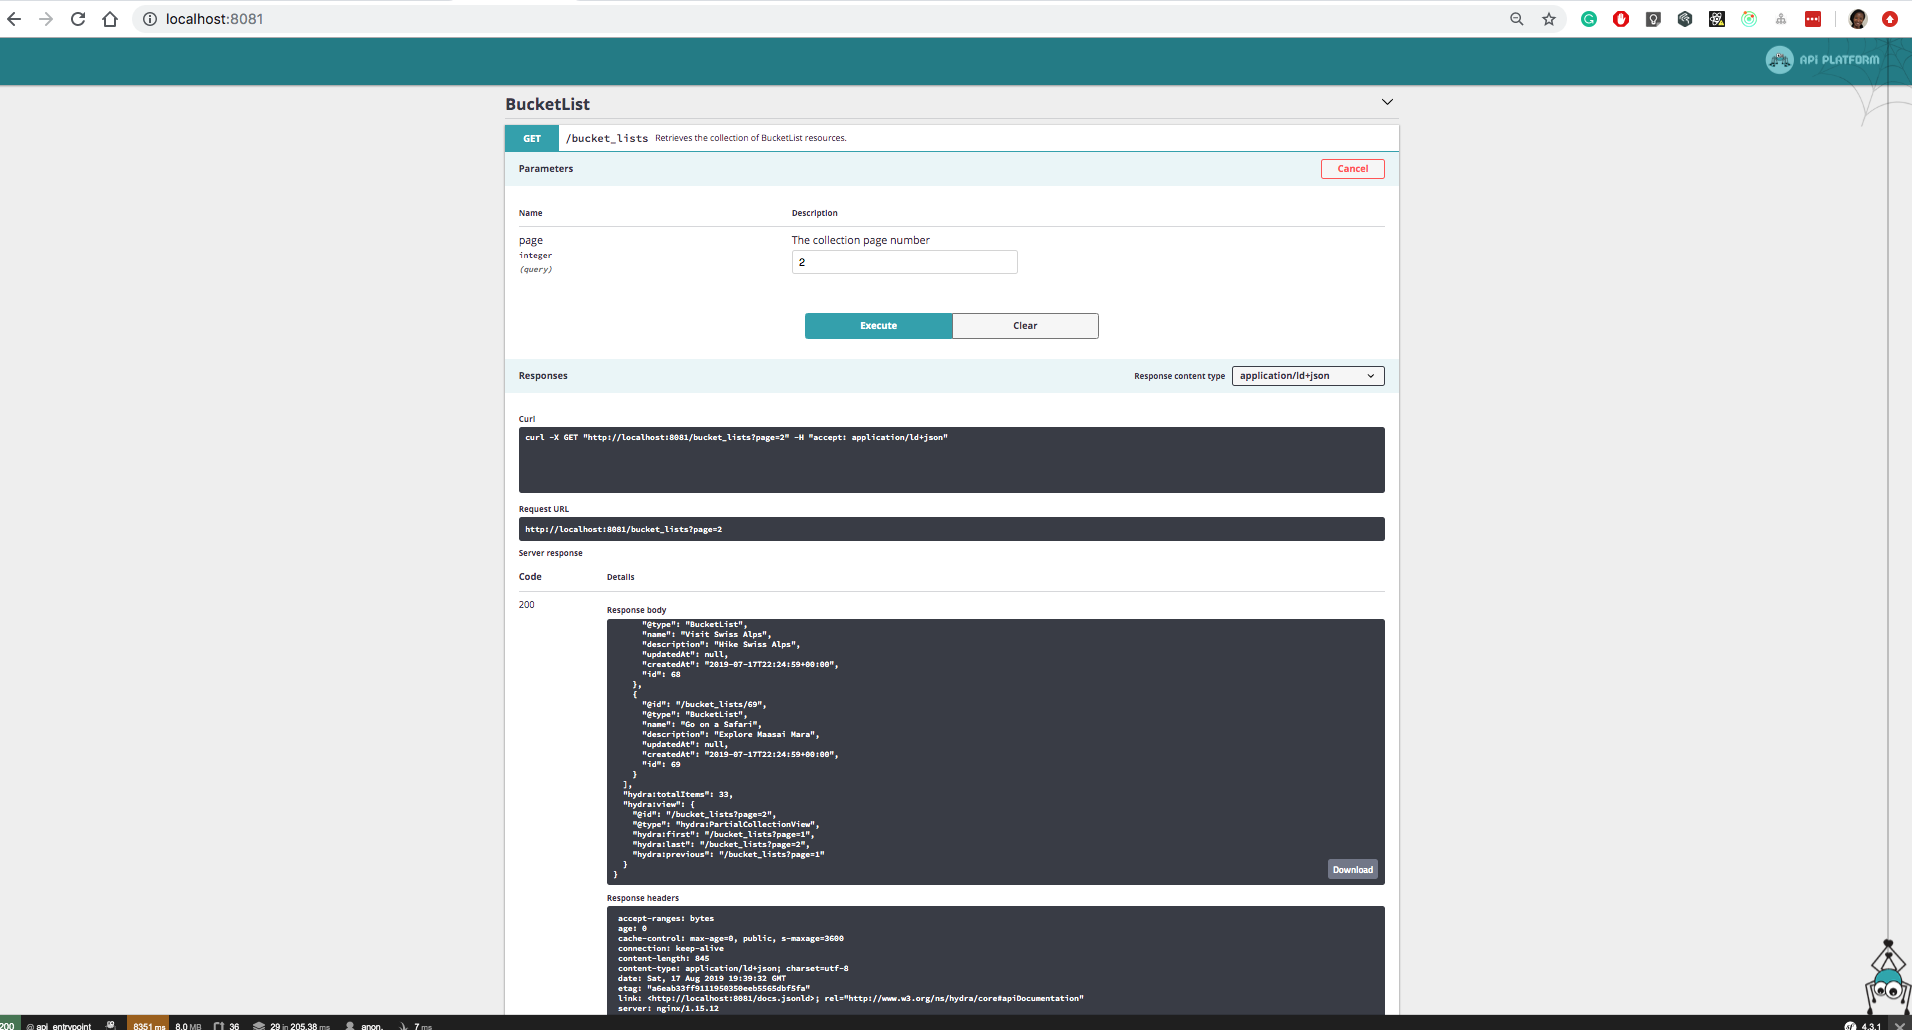 localhost:8081
API PLATFORM
BucketList
GET /bucket_lists Retrieves the collection of BucketList resources.
Parameters
Cancel
Name Description
page The collection page number
integer
(query)
2
Execute Clear
Responses Response content type application/ld+json
Curl
curl -X GET "http://localhost:8081/bucket_lists?page=2" -H "accept: application/ld+json"
Request URL
http://localhost:8081/bucket_lists?page=2
Server response
Code Details
200
Response body
"@type": "BucketList",
"name": "Visit Swiss Alps",
"description": "Hike Swiss Alps",
"updatedAt": null,
"createdAt": "2019-07-17T22:24:59+00:00",
"id": 68
},
{
"@id": "/bucket_lists/69",
"@type": "BucketList",
"name": "Go on a Safari",
"description": "Explore Maasai Mara",
"updatedAt": null,
"createdAt": "2019-07-17T22:24:59+00:00",
"id": 69
}
],
"hydra:totalItems": 33,
"hydra:view": {
"@id": "/bucket_lists?page=2",
"@type": "hydra:PartialCollectionView",
"hydra:first": "/bucket_lists?page=1",
"hydra:last": "/bucket_lists?page=2",
"hydra:previous": "/bucket_lists?page=1"
}
}
Download
Response headers
accept-ranges: bytes
age: 0
cache-control: max-age=0, public, s-maxage=3600
connection: keep-alive
content-length: 845
content-type: application/ld+json; charset=utf-8
date: Sat, 17 Aug 2019 19:39:32 GMT
etag: "a6eab33ff9111950350eeb5565dbf5fa"
link: <http://localhost:8081/docs.jsonld>; rel="http://www.w3.org/ns/hydra/core#apiDocumentation"
server: nginx/1.15.12
200 @ api_entrypoint 8351 ms 8.0 MB 36 29 in 205.38 ms anon. 7 ms 4.3.1